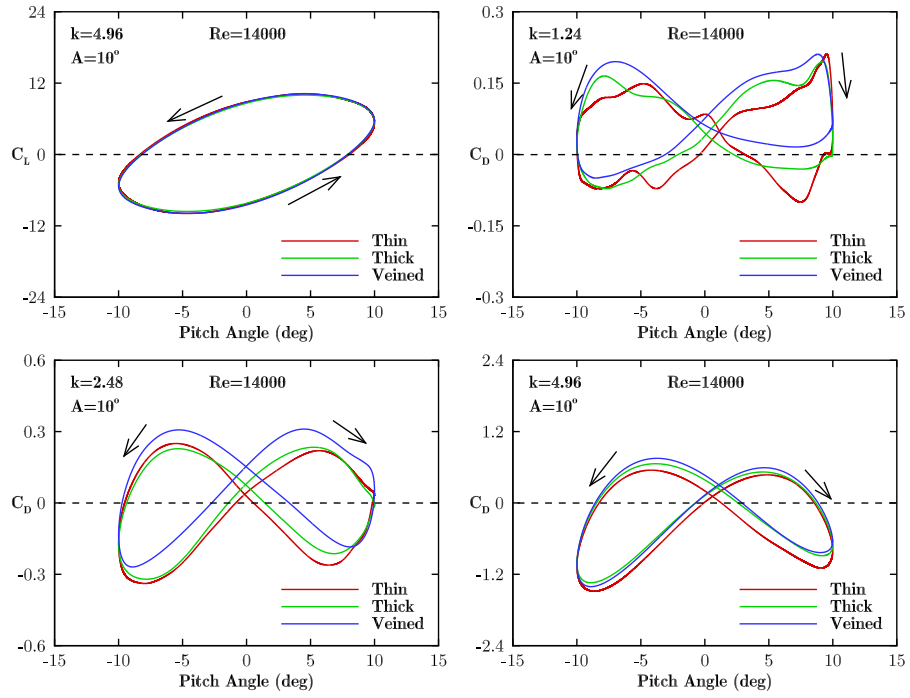 24
12
0
-12
-24
C_L
k=4.96 Re=14000
A=10°
Thin
Thick
Veined
-15 -10 -5 0 5 10 15
Pitch Angle (deg)
0.3
0.15
0
-0.15
-0.3
C_D
k=1.24 Re=14000
A=10°
Thin
Thick
Veined
-15 -10 -5 0 5 10 15
Pitch Angle (deg)
0.6
0.3
0
-0.3
-0.6
C_D
k=2.48 Re=14000
A=10°
Thin
Thick
Veined
-15 -10 -5 0 5 10 15
Pitch Angle (deg)
2.4
1.2
0
-1.2
-2.4
C_D
k=4.96 Re=14000
A=10°
Thin
Thick
Veined
-15 -10 -5 0 5 10 15
Pitch Angle (deg)